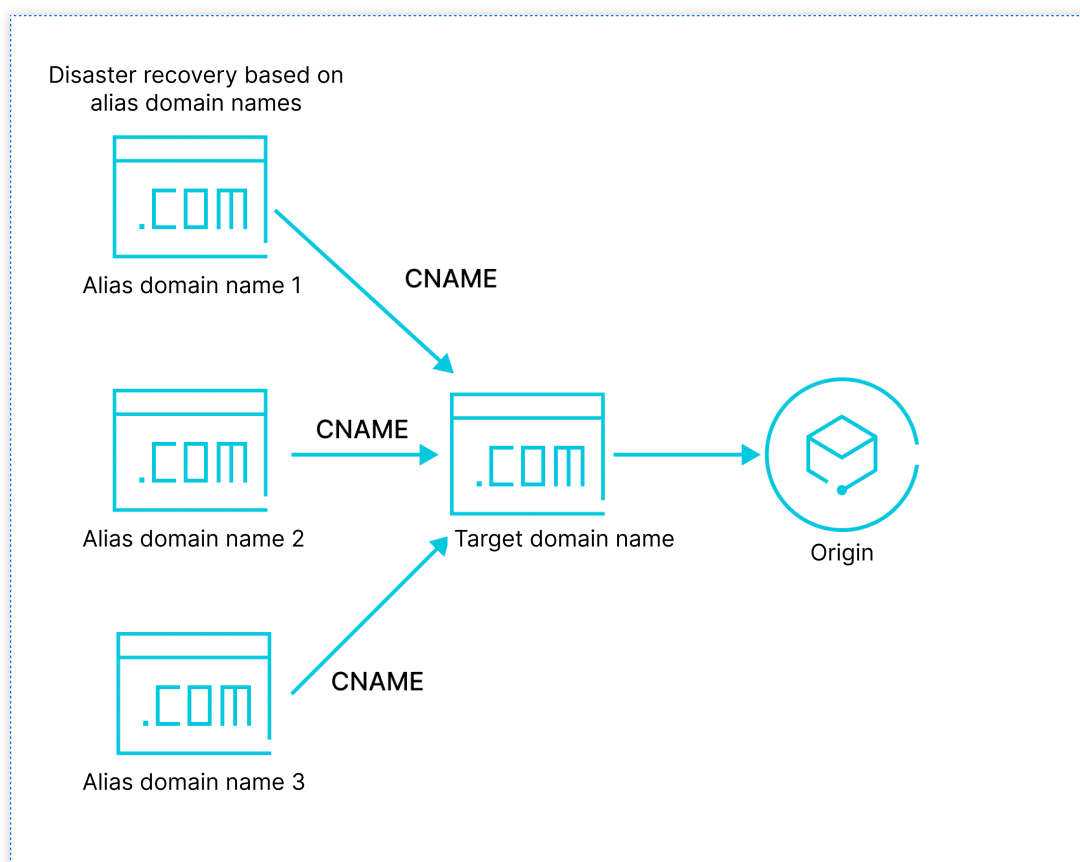 Disaster recovery based on
alias domain names
.com
Alias domain name 1
CNAME
.com
Alias domain name 2
CNAME
.com
Target domain name
Origin
.com
Alias domain name 3
CNAME